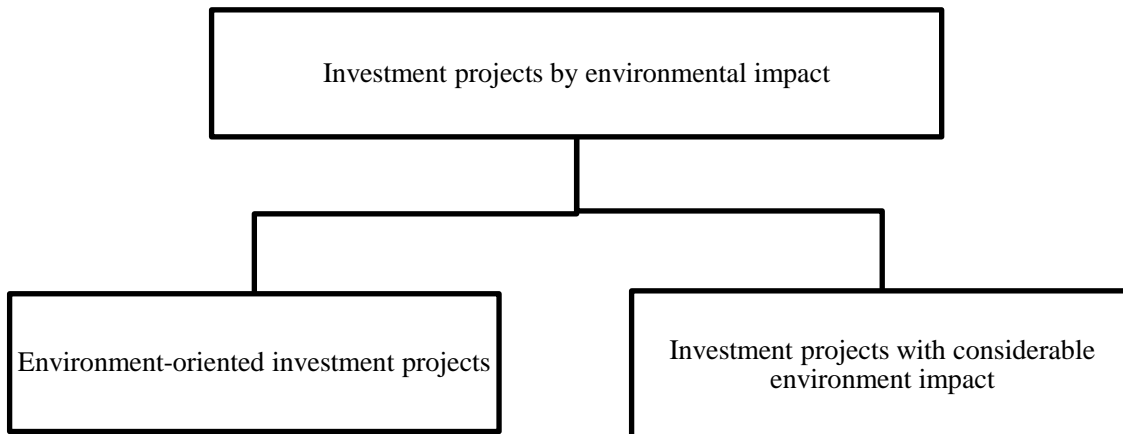 Investment projects by environmental impact
Environment-oriented investment projects
Investment projects with considerable
environment impact